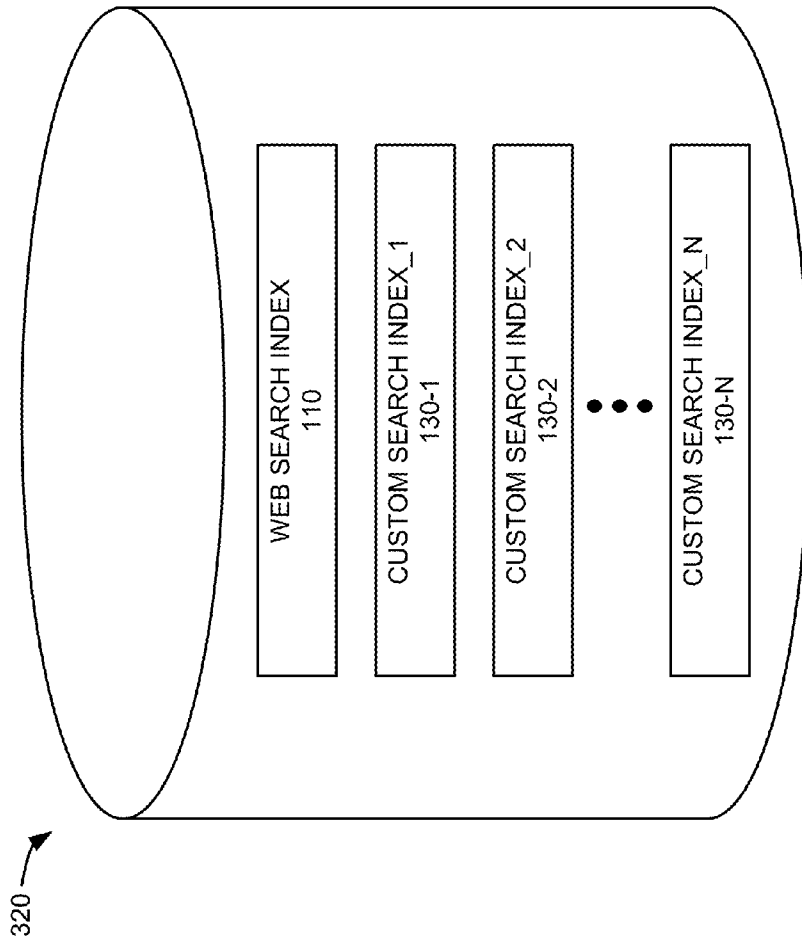 320
WEB SEARCH INDEX
110
CUSTOM SEARCH INDEX_1
130-1
CUSTOM SEARCH INDEX_2
130-2
CUSTOM SEARCH INDEX_N
130-N